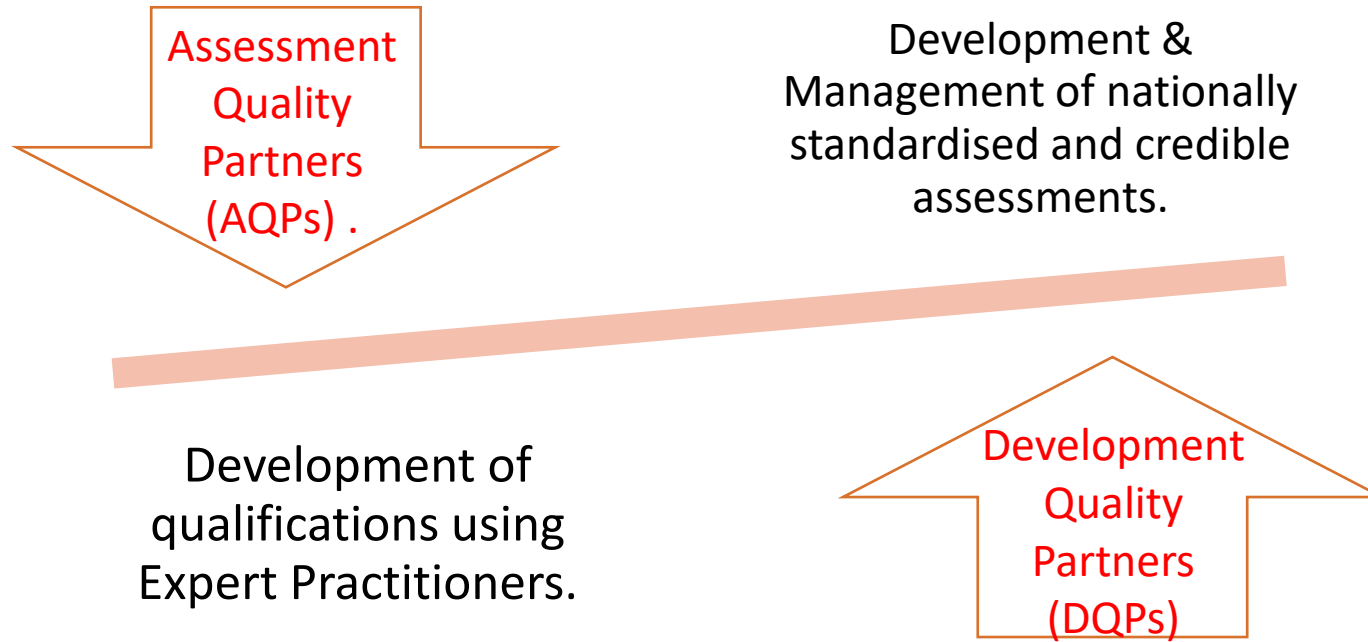 Assessment
Quality
Partners
(AQPs) .
Development &
Management of nationally
standardised and credible
assessments.
Development of
qualifications using
Expert Practitioners.
Development
Quality
Partners
(DQPs)